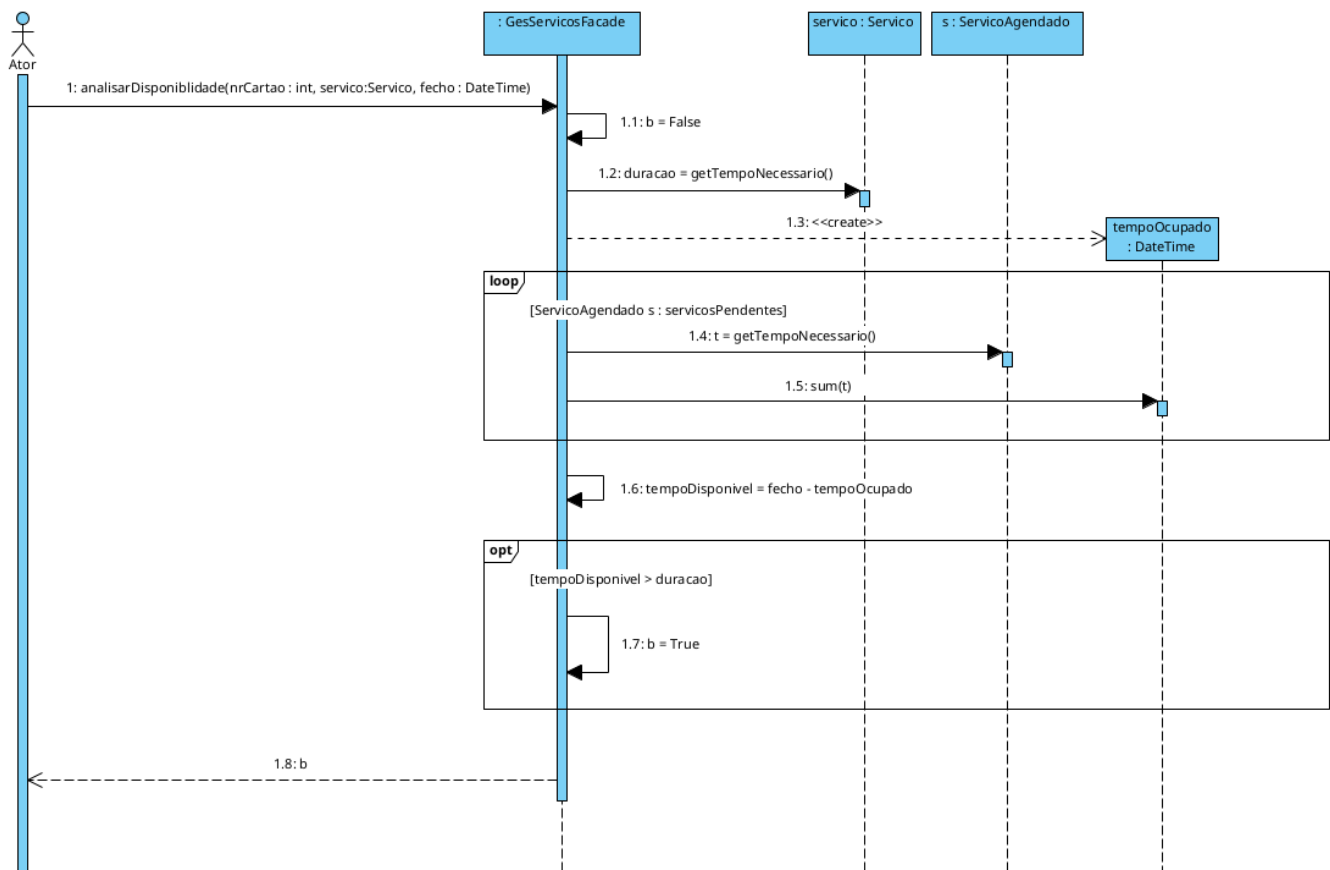 : GesServicosFacade
servico : Servico
s : ServicoAgendado
Ator
1: analisarDisponiblidade(nrCartao : int, servico:Servico, fecho : DateTime)
1.1: b = False
1.2: duracao = getTempoNecessario()
1.3: <<create>>
tempoOcupado
: DateTime
loop
[ServicoAgendado s : servicosPendentes]
1.4: t = getTempoNecessario()
1.5: sum(t)
1.6: tempoDisponivel = fecho - tempoOcupado
opt
[tempoDisponivel > duracao]
1.7: b = True
1.8: b